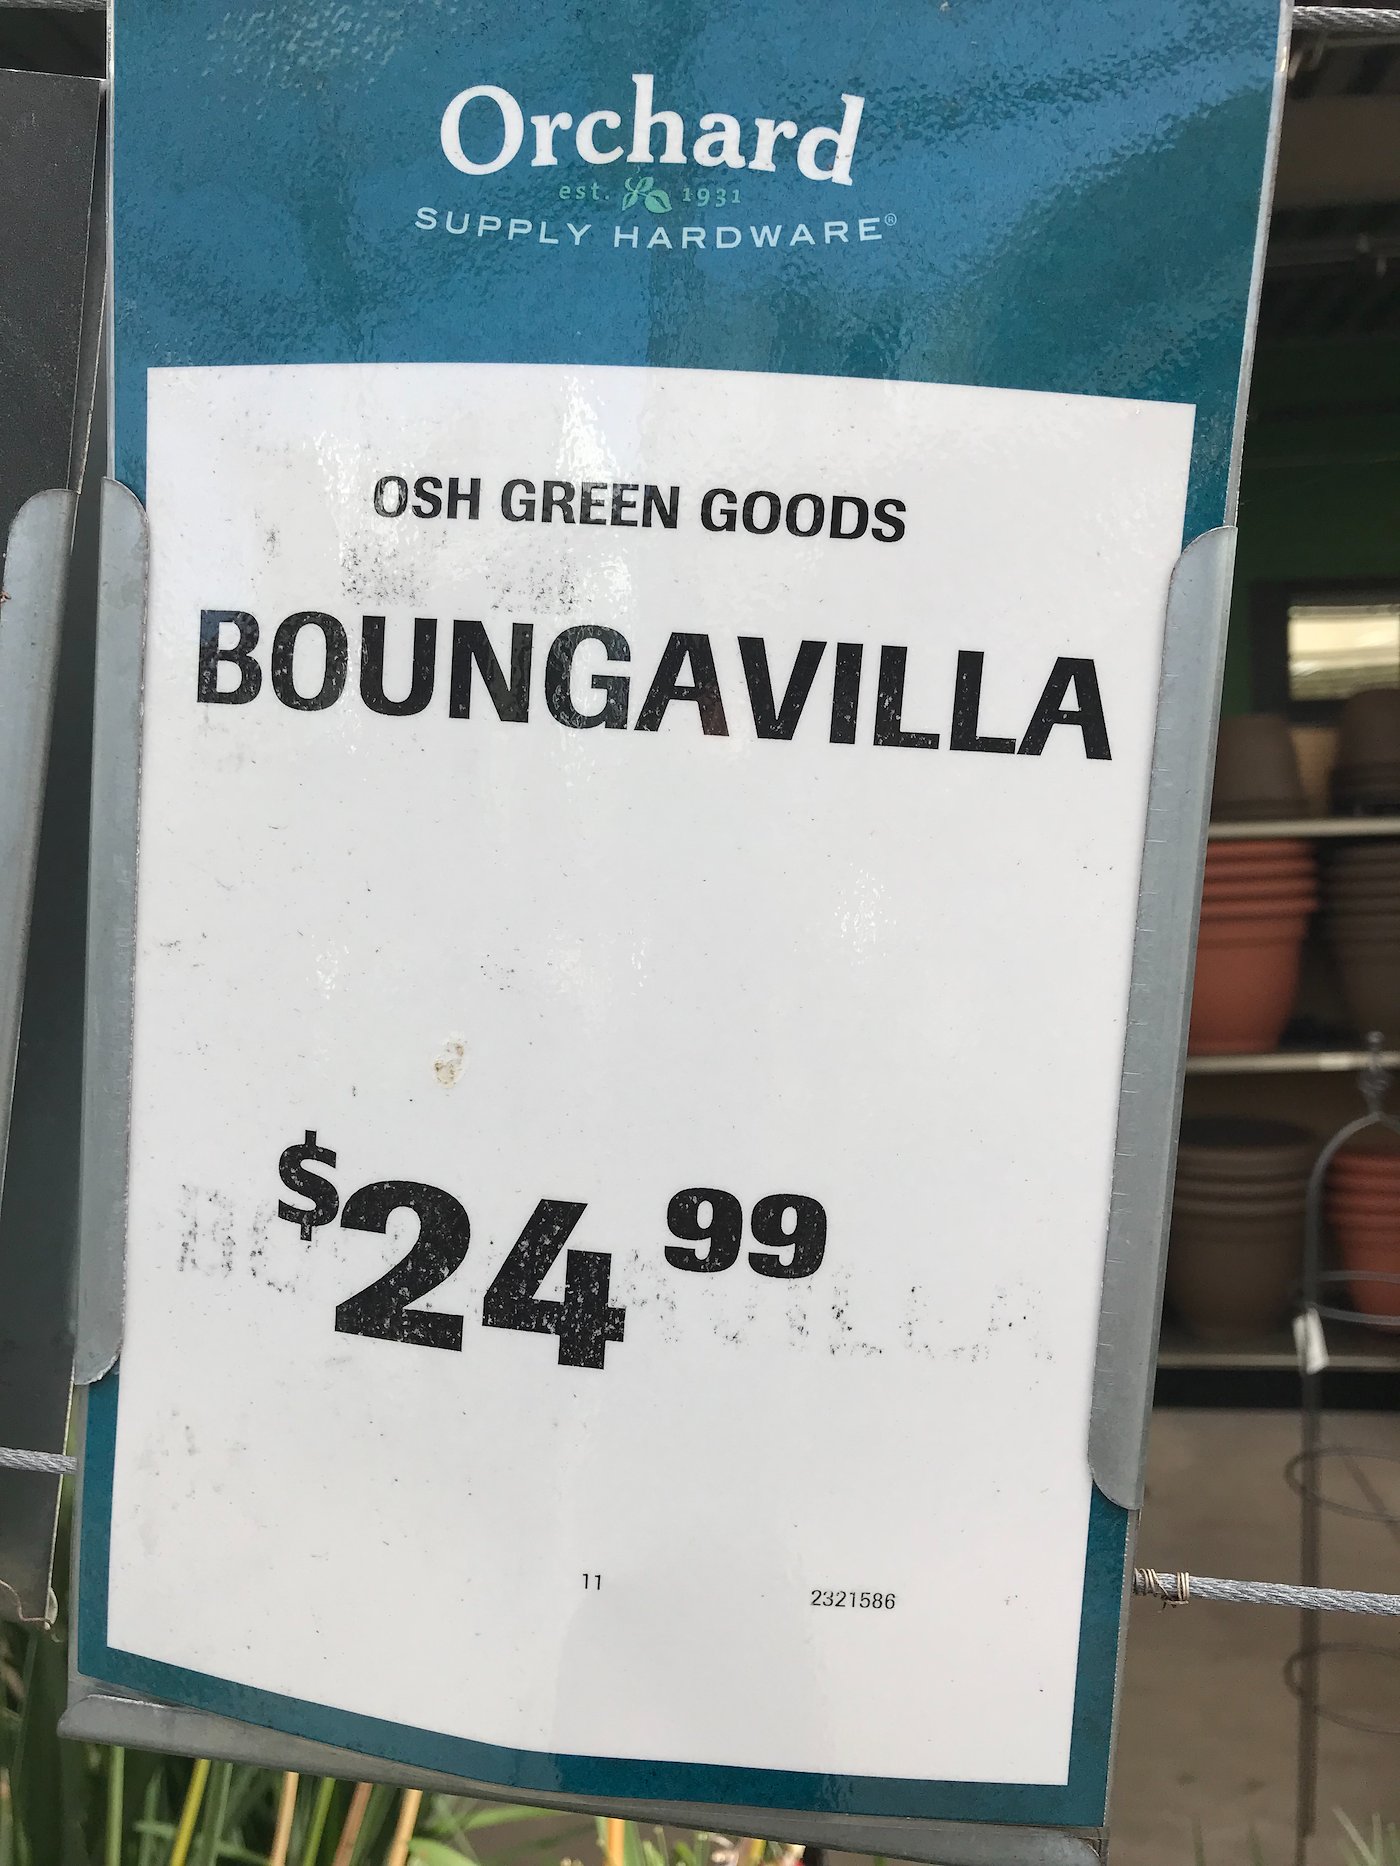 Orchard
est. 1931
SUPPLY HARDWARE®
OSH GREEN GOODS
BOUNGAVILLA
$24 99
11
2321586